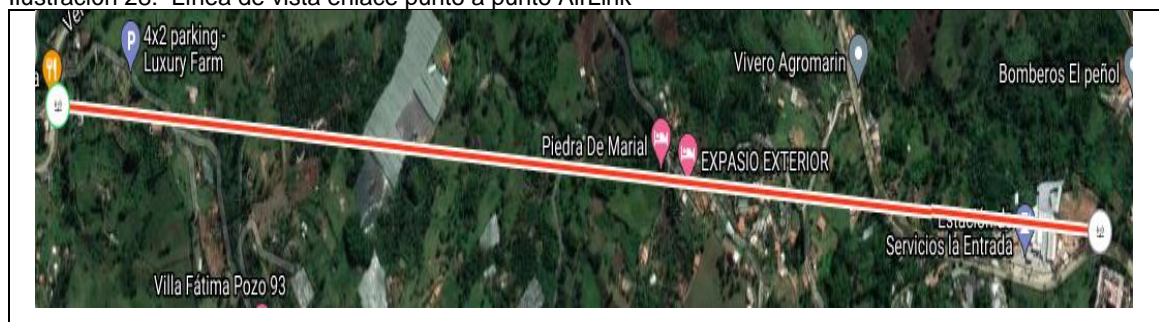 Ilustración 28. Línea de vista enlace punto a punto AirLink
4x2 parking -
Luxury Farm
Vivero Agromarin
Bomberos El peñol
Piedra De Marial
EXPASIO EXTERIOR
Servicios la Entrada
Villa Fátima Pozo 93